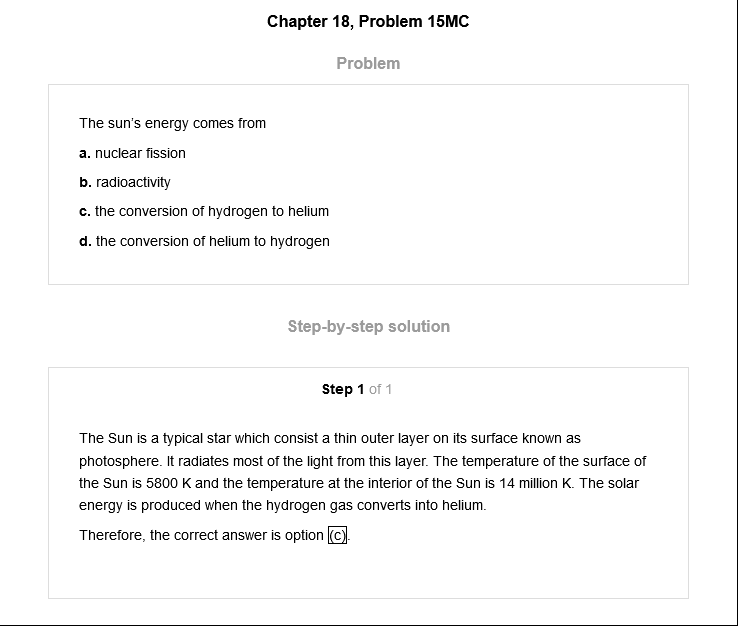 Chapter 18, Problem 15MC
Problem
The sun's energy comes from
a. nuclear fission
b. radioactivity
c. the conversion of hydrogen to helium
d. the conversion of helium to hydrogen
Step-by-step solution
Step 1 of 1
The Sun is a typical star which consist a thin outer layer on its surface known as
photosphere. It radiates most of the light from this layer. The temperature of the surface of
the Sun is 5800 K and the temperature at the interior of the Sun is 14 million K. The solar
energy is produced when the hydrogen gas converts into helium.
Therefore, the correct answer is option (c).